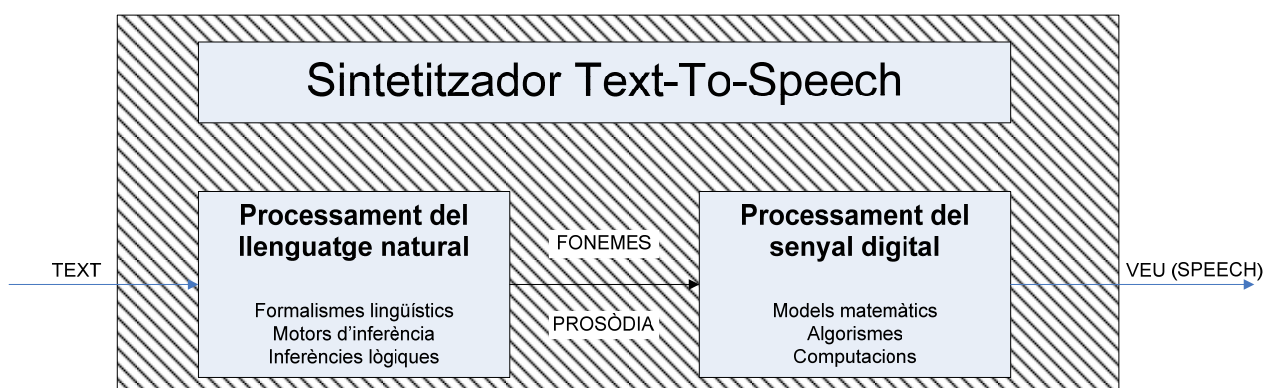 Sintetitzador Text-To-Speech
Processament del
llenguatge natural
Formalismes lingüístics
Motors d'inferència
Inferències lògiques
TEXT
FONEMES
PROSÒDIA
Processament del
senyal digital
Models matemàtics
Algorismes
Computacions
VEU (SPEECH)